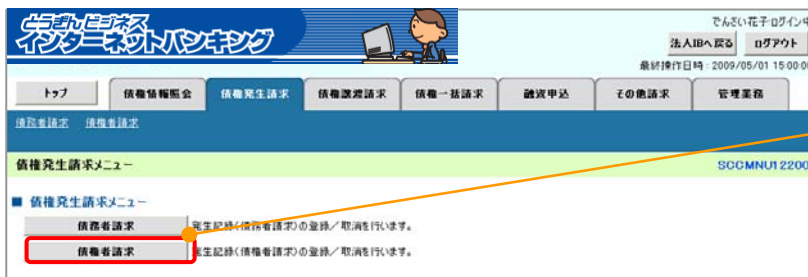 とうぎんビジネス
インターネットバンキング
でんさい花子 ログイン中
法人IBへ戻る ログアウト
最終操作日時：2009/05/01 15:00:00
トップ 債権情報照会 債権発生請求 債権譲渡請求 債権一括請求 融資申込 その他請求 管理業務
債務者請求 債権者請求
債権発生請求メニュー SCCMNU12200
■ 債権発生請求メニュー
債務者請求 発生記録(債務者請求)の登録／取消を行います。
債権者請求 発生記録(債権者請求)の登録／取消を行います。